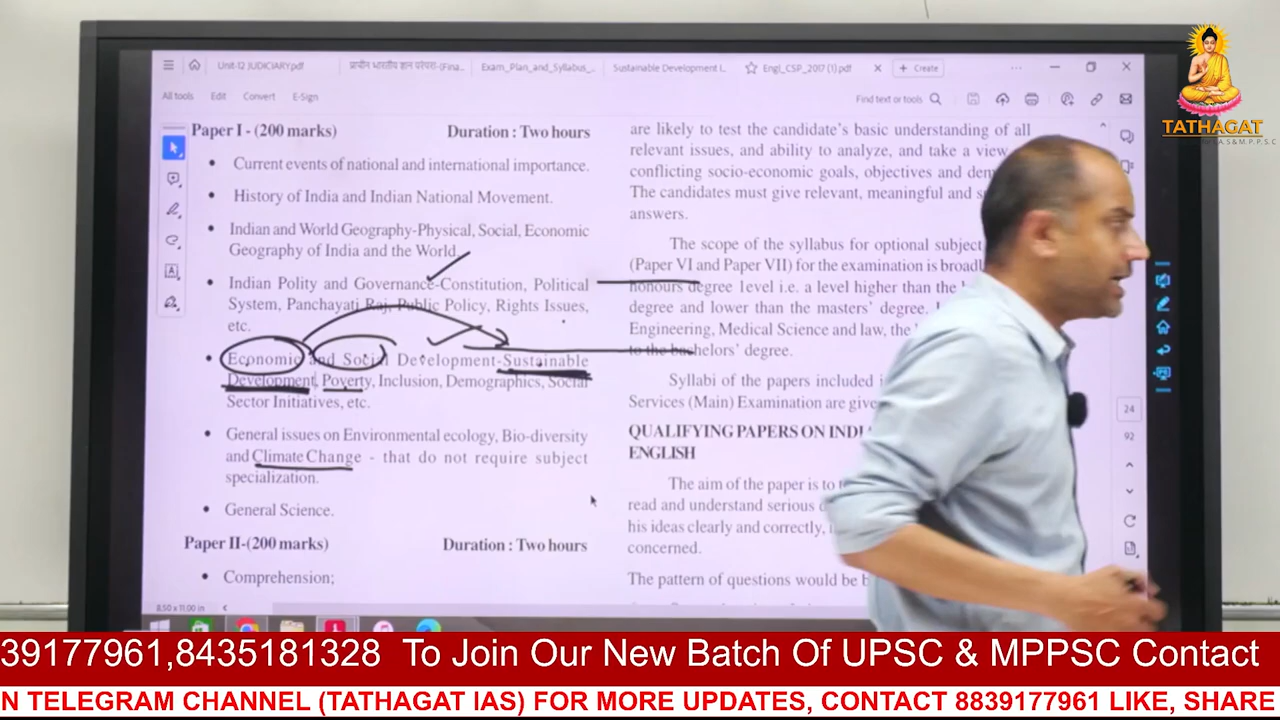 Unit-12 JUDICIARY.pdf
प्राचीन भारतीय ज्ञान परंपरा-(Fina...
Exam_Plan_and_Syllabus_...
Sustainable Development I...
Engl_CSP_2017 (1).pdf
+ Create
All tools Edit Convert E-Sign
Find text or tools
TATHAGAT
Paper I - (200 marks) Duration : Two hours
• Current events of national and international importance.
• History of India and Indian National Movement.
• Indian and World Geography-Physical, Social, Economic
Geography of India and the World.
• Indian Polity and Governance-Constitution, Political
System, Panchayati Raj, Public Policy, Rights Issues,
etc.
• Economic and Social Development-Sustainable
Development, Poverty, Inclusion, Demographics, Social
Sector Initiatives, etc.
• General issues on Environmental ecology, Bio-diversity
and Climate Change - that do not require subject
specialization.
• General Science.
Paper II-(200 marks) Duration : Two hours
• Comprehension;
are likely to test the candidate's basic understanding of all
relevant issues, and ability to analyze, and take a view
conflicting socio-economic goals, objectives and
The candidates must give relevant, meaningful and
answers.
The scope of the syllabus for optional subject
(Paper VI and Paper VII) for the examination is
honours degree level i.e. a level higher than the
degree and lower than the masters' degree.
Engineering, Medical Science and law, the
to the bachelors' degree.
Syllabi of the papers included
Services (Main) Examination are
QUALIFYING PAPERS ON
ENGLISH
The aim of the paper is to
read and understand serious
his ideas clearly and correctly,
concerned.
The pattern of questions would be
24
92
8.50 x 11.00 in
39177961,8435181328 To Join Our New Batch Of UPSC & MPPSC Contact
N TELEGRAM CHANNEL (TATHAGAT IAS) FOR MORE UPDATES, CONTACT 8839177961 LIKE, SHARE